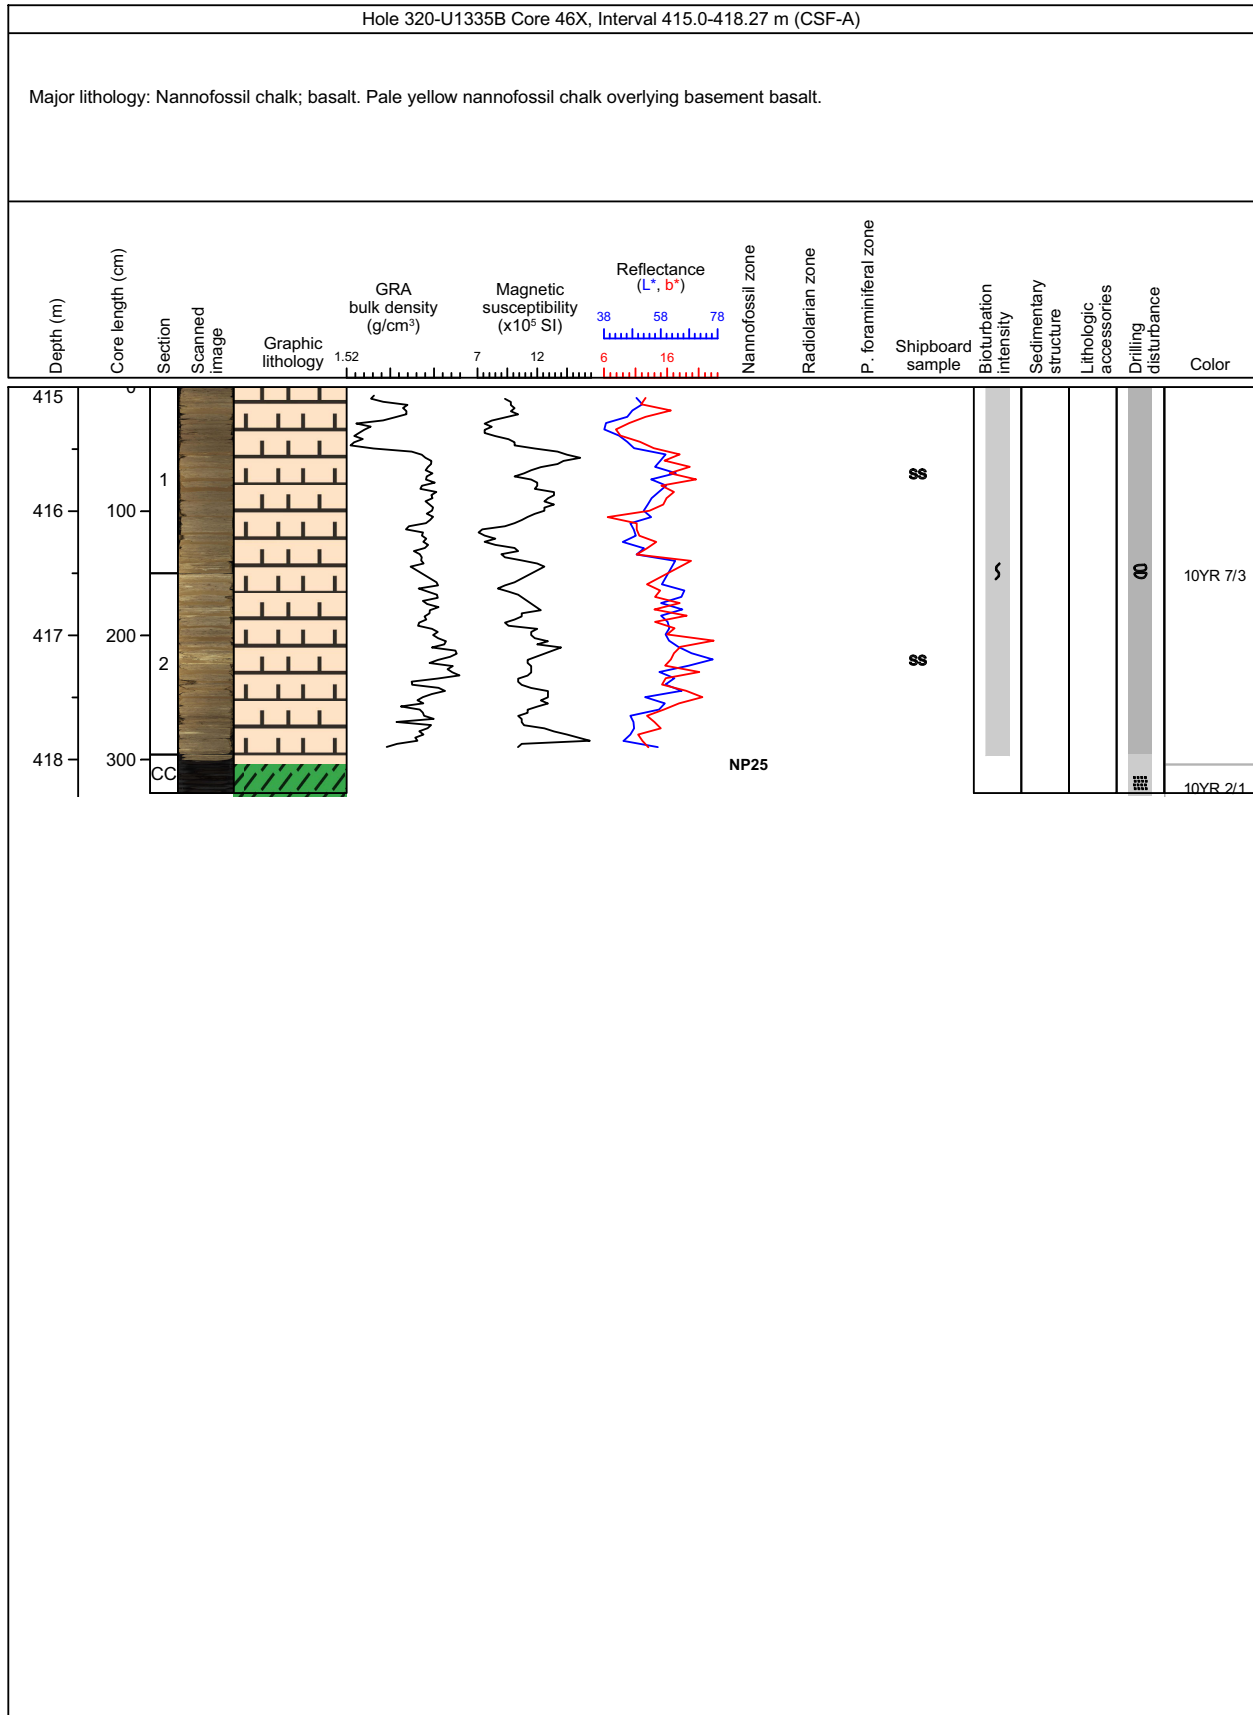 Hole 320-U1335B Core 46X, Interval 415.0-418.27 m (CSF-A)
Major lithology: Nannofossil chalk; basalt. Pale yellow nannofossil chalk overlying basement basalt.
Depth (m)
Core length (cm)
Section
Scanned
image
Graphic
lithology
GRA
bulk density
(g/cm³)
1.52
Magnetic
susceptibility
(x10⁵ SI)
7 12
Reflectance
(L*, b*)
38 58 78
6 16
Nannofossil zone
Radiolarian zone
P. foraminiferal zone
Shipboard
sample
Bioturbation
intensity
Sedimentary
structure
Lithologic
accessories
Drilling
disturbance
Color
415 0
1 SS
416 100
10YR 7/3
417 200
2 SS
418 300
NP25
CC
10YR 2/1